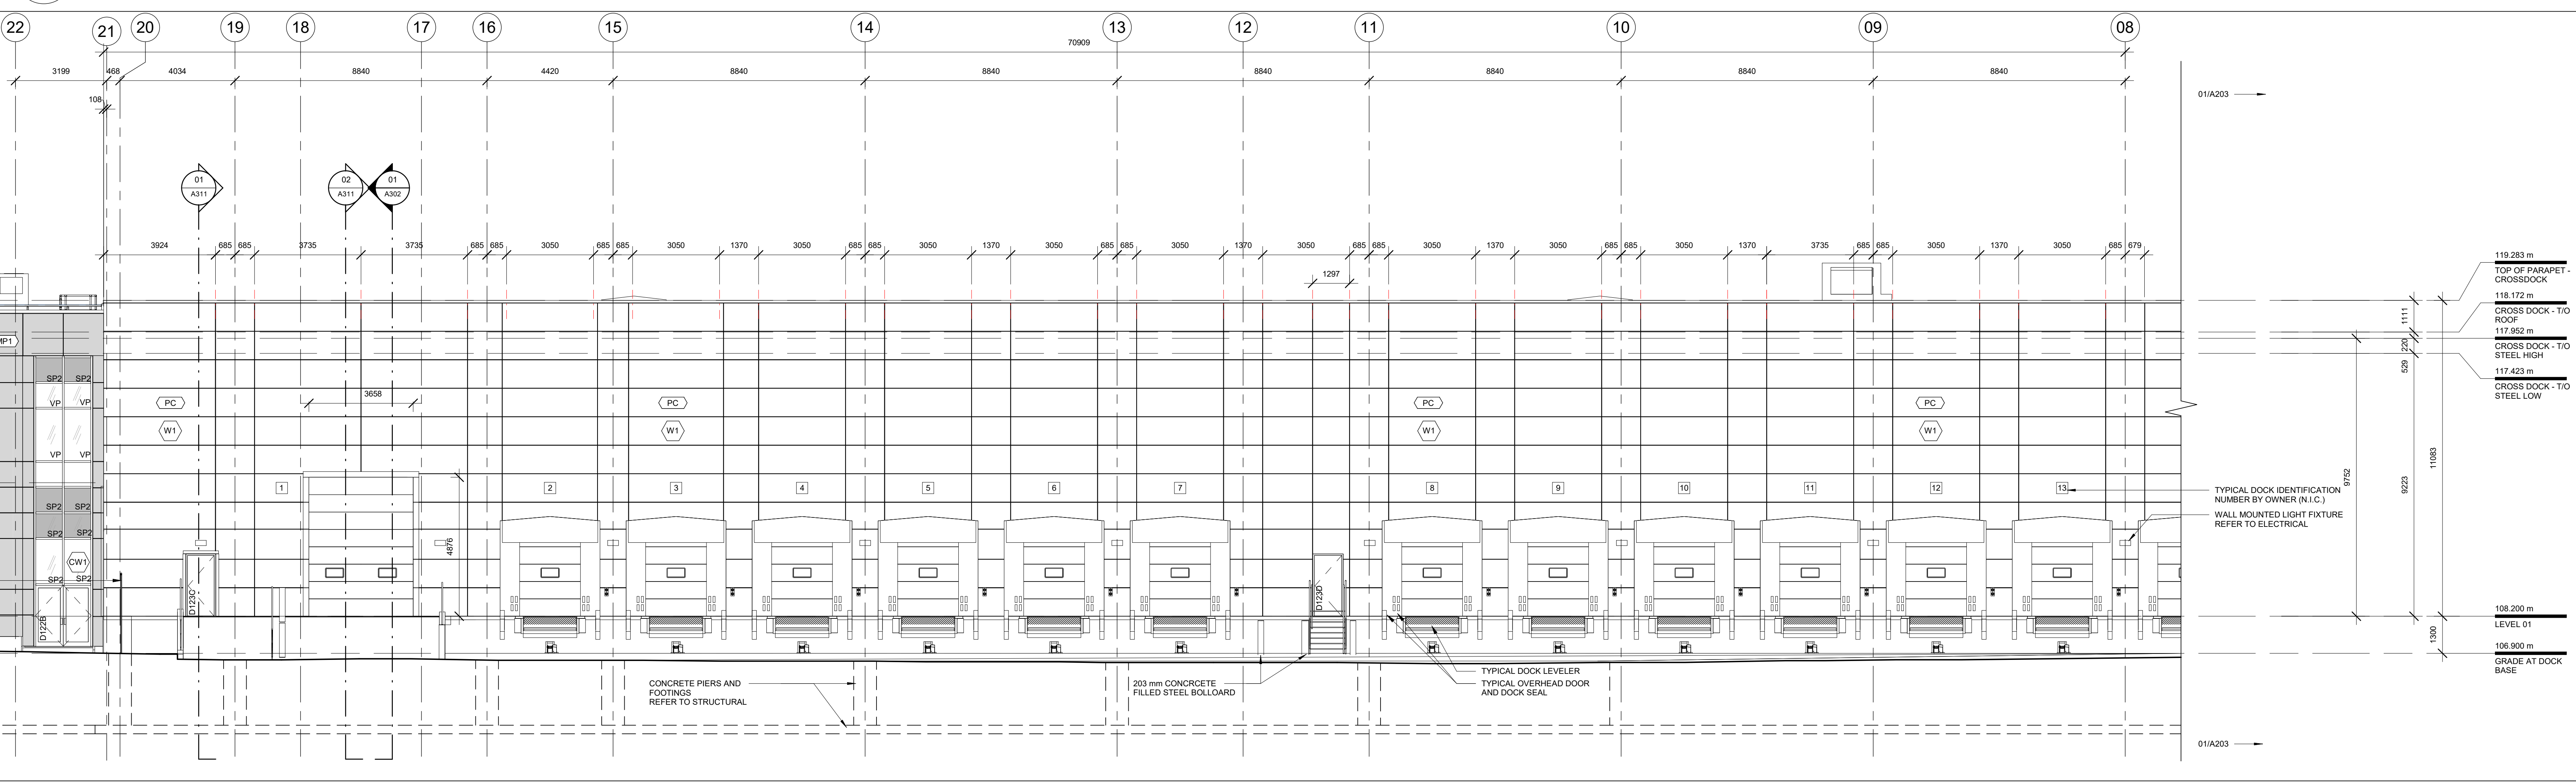 22
21
20
19
18
17
16
15
14
13
12
11
10
09
08
70909
3199
468
4034
8840
4420
8840
8840
8840
8840
8840
8840
108
01/A203
01
A311
02
A311
01
A302
3924
685
685
3735
3735
685
685
3050
685
685
3050
1370
3050
685
685
3050
1370
3050
685
685
3050
1370
3050
685
685
3050
1370
3050
685
685
3050
1370
3735
685
685
3050
1370
3050
685
679
1297
119.283 m
TOP OF PARAPET -
CROSSDOCK
118.172 m
CROSS DOCK - T/O
ROOF
117.952 m
CROSS DOCK - T/O
STEEL HIGH
117.423 m
CROSS DOCK - T/O
STEEL LOW
1111
220
529
MP1
SP2
SP2
VP
VP
VP
VP
SP2
SP2
SP2
SP2
CW1
SP2
SP2
D122B
PC
W1
PC
W1
PC
W1
PC
W1
3658
4876
D123C
D123D
1
2
3
4
5
6
7
8
9
10
11
12
13
9752
9223
11083
1300
TYPICAL DOCK IDENTIFICATION
NUMBER BY OWNER (N.I.C.)
WALL MOUNTED LIGHT FIXTURE
REFER TO ELECTRICAL
108.200 m
LEVEL 01
106.900 m
GRADE AT DOCK
BASE
CONCRETE PIERS AND
FOOTINGS
REFER TO STRUCTURAL
203 mm CONCRCETE
FILLED STEEL BOLLOARD
TYPICAL DOCK LEVELER
TYPICAL OVERHEAD DOOR
AND DOCK SEAL
01/A203